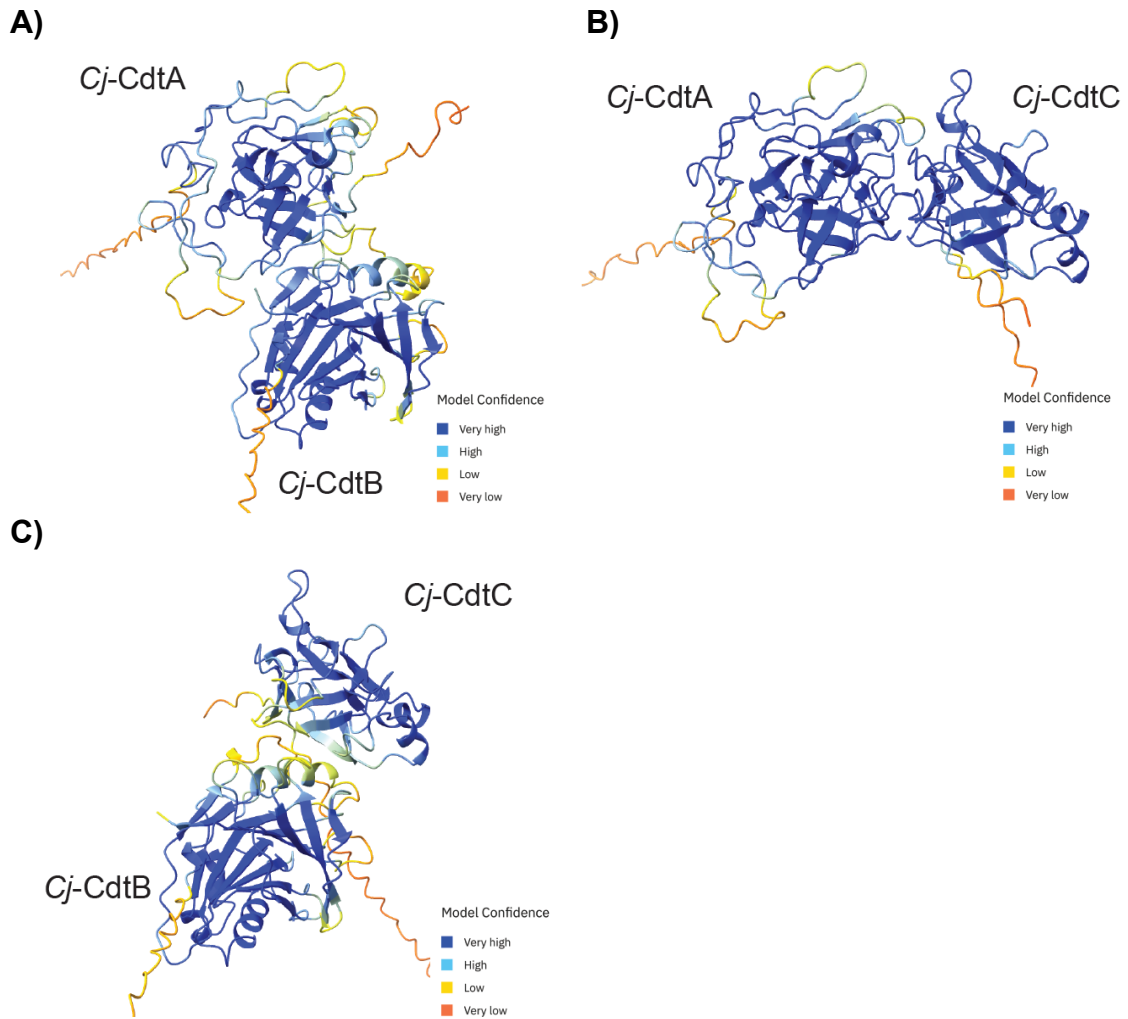 A)
Cj-CdtA
Cj-CdtB
Model Confidence
Very high
High
Low
Very low
B)
Cj-CdtA
Cj-CdtC
Model Confidence
Very high
High
Low
Very low
C)
Cj-CdtC
Cj-CdtB
Model Confidence
Very high
High
Low
Very low